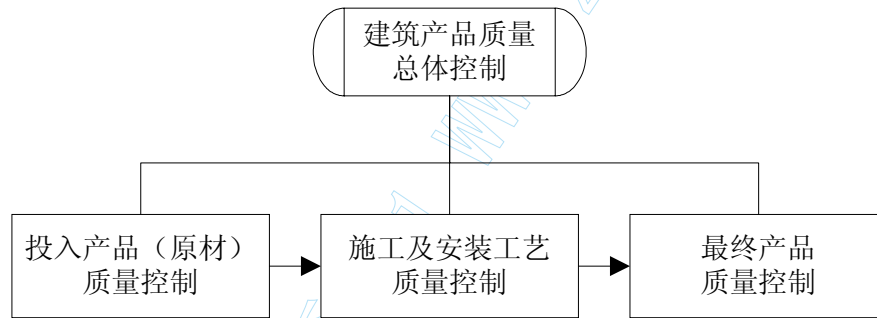 建筑产品质量
总体控制
投入产品（原材）
质量控制
施工及安装工艺
质量控制
最终产品
质量控制